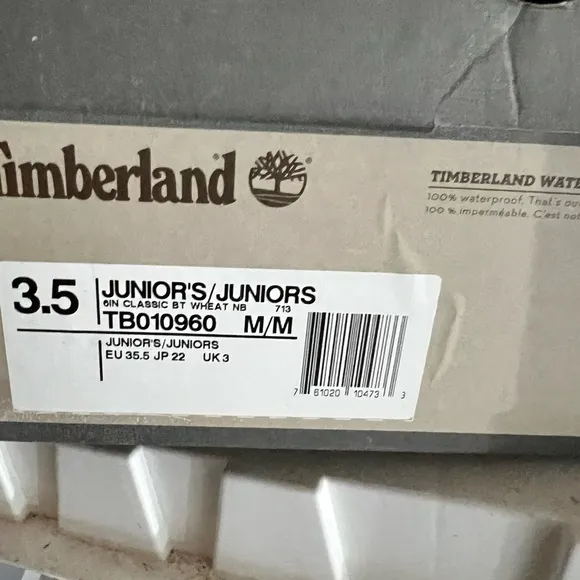 Timberland®
TIMBERLAND WATE
100% waterproof. That's ou
100 % imperméable. C'est not
3.5
JUNIOR'S/JUNIORS
6IN CLASSIC BT WHEAT NB 713
TB010960 M/M
JUNIOR'S/JUNIORS
EU 35.5 JP 22 UK 3
7 61020 10473 3